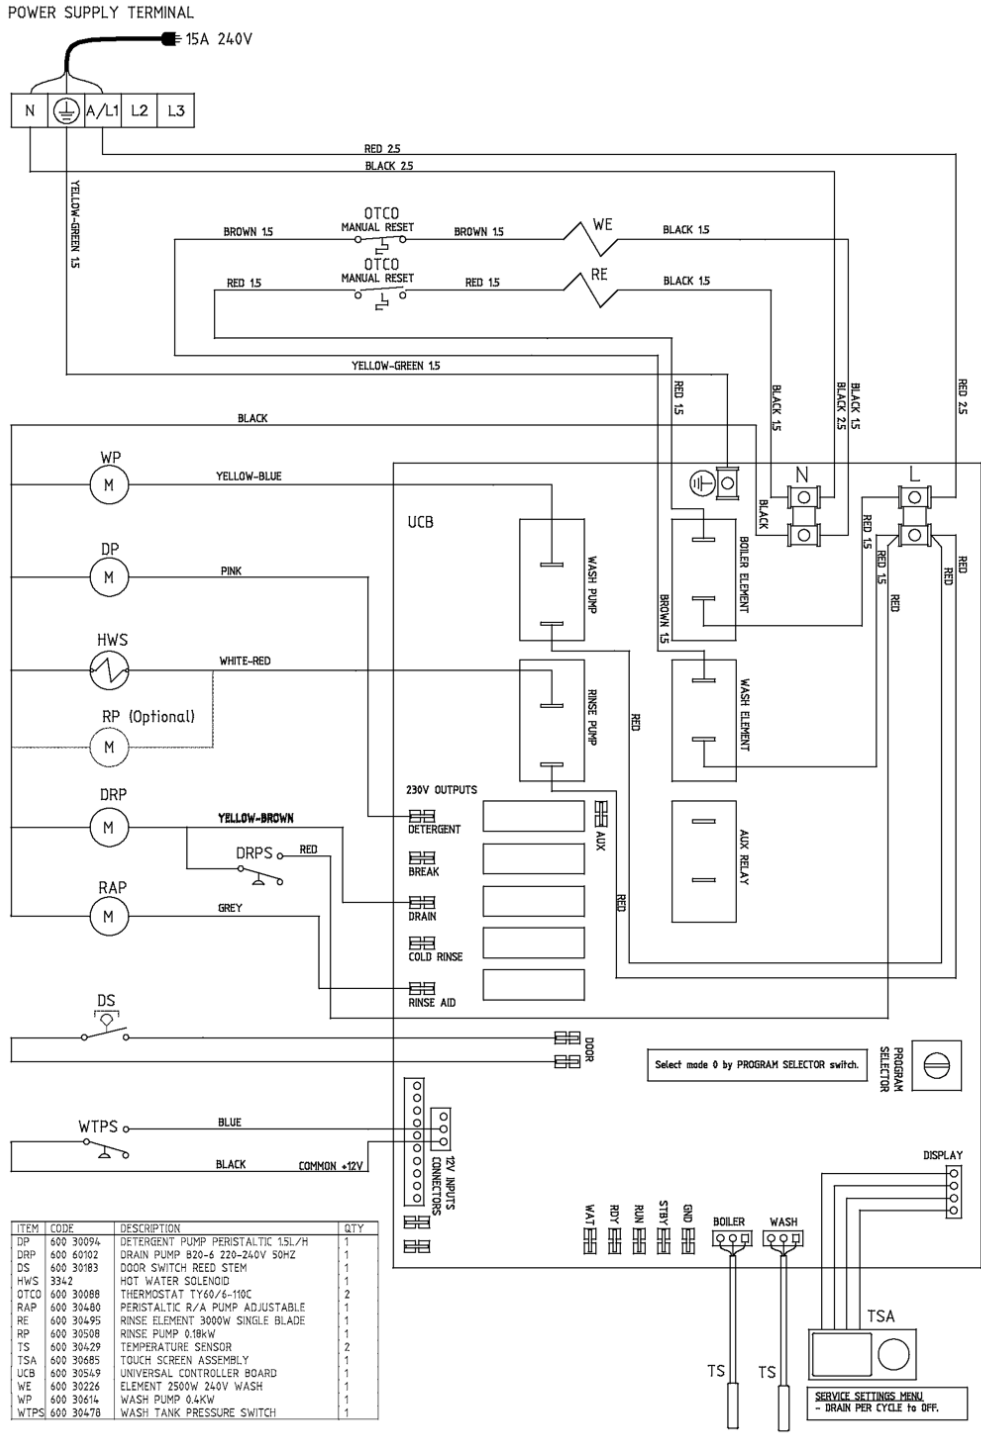 POWER SUPPLY TERMINAL
15A 240V
N A/L1 L2 L3
RED 2.5
BLACK 2.5
YELLOW-GREEN 1.5
OTCO
MANUAL RESET
BROWN 1.5
BROWN 1.5
WE
BLACK 1.5
OTCO
MANUAL RESET
RED 1.5
RED 1.5
RE
BLACK 1.5
YELLOW-GREEN 1.5
RED 1.5
BLACK 1.5
BLACK 2.5
BLACK 1.5
RED 2.5
BLACK
WP
M
YELLOW-BLUE
UCB
N
L
BLACK
RED 1.5
RED 1.5
RED
RED
RED
WASH PUMP
BOILER ELEMENT
DP
M
PINK
BROWN 1.5
HWS
WHITE-RED
RINSE PUMP
RED
WASH ELEMENT
RP (Optional)
M
230V OUTPUTS
DRP
M
YELLOW-BROWN
DETERGENT
AUX
AUX RELAY
DRPS
RED
BREAK
RAP
M
GREY
DRAIN
RED
COLD RINSE
RINSE AID
DS
DOOR
Select mode 0 by PROGRAM SELECTOR switch.
PROGRAM
SELECTOR
WTPS
BLUE
BLACK
COMMON +12V
12V INPUTS
CONNECTORS
DISPLAY
WAT
RDY
RUN
STBY
GND
BOILER
WASH
TS
TS
TSA
SERVICE SETTINGS MENU
- DRAIN PER CYCLE to OFF.
ITEM CODE DESCRIPTION QTY
DP 600 30094 DETERGENT PUMP PERISTALTIC 1.5L/H 1
DRP 600 60102 DRAIN PUMP B20-6 220-240V 50HZ 1
DS 600 30183 DOOR SWITCH REED STEM 1
HWS 3342 HOT WATER SOLENOID 1
OTCO 600 30088 THERMOSTAT TY60/6-110C 2
RAP 600 30480 PERISTALTIC R/A PUMP ADJUSTABLE 1
RE 600 30495 RINSE ELEMENT 3000W SINGLE BLADE 1
RP 600 30508 RINSE PUMP 0.18kW 1
TS 600 30429 TEMPERATURE SENSOR 2
TSA 600 30685 TOUCH SCREEN ASSEMBLY 1
UCB 600 30549 UNIVERSAL CONTROLLER BOARD 1
WE 600 30226 ELEMENT 2500W 240V WASH 1
WP 600 30614 WASH PUMP 0.4KW 1
WTPS 600 30478 WASH TANK PRESSURE SWITCH 1